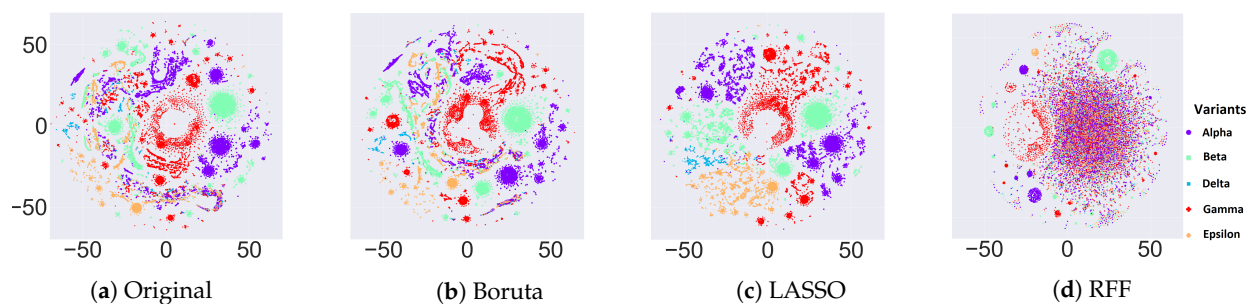 50
0
−50
−50 0 50
−50 0 50
−50 0 50
−50 0 50
Variants
Alpha
Beta
Delta
Gamma
Epsilon
(a) Original
(b) Boruta
(c) LASSO
(d) RFF